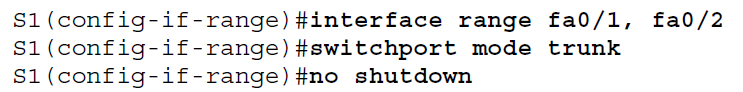 S1(config-if-range)#interface range fa0/1, fa0/2
S1(config-if-range)#switchport mode trunk
S1(config-if-range)#no shutdown